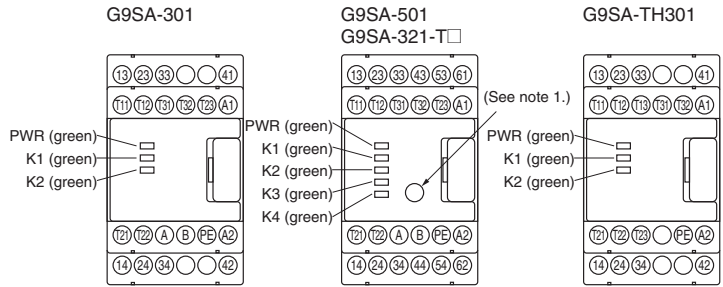 G9SA-301
13 23 33 41
T11 T12 T31 T32 T23 A1
PWR (green)
K1 (green)
K2 (green)
T21 T22 A B PE A2
14 24 34 42
G9SA-501
G9SA-321-T□
13 23 33 43 53 61
T11 T12 T31 T32 T23 A1
(See note 1.)
PWR (green)
K1 (green)
K2 (green)
K3 (green)
K4 (green)
T21 T22 A B PE A2
14 24 34 44 54 62
G9SA-TH301
13 23 33 41
T11 T12 T13 T31 T32 A1
PWR (green)
K1 (green)
K2 (green)
T21 T22 T23 PE A2
14 24 34 42